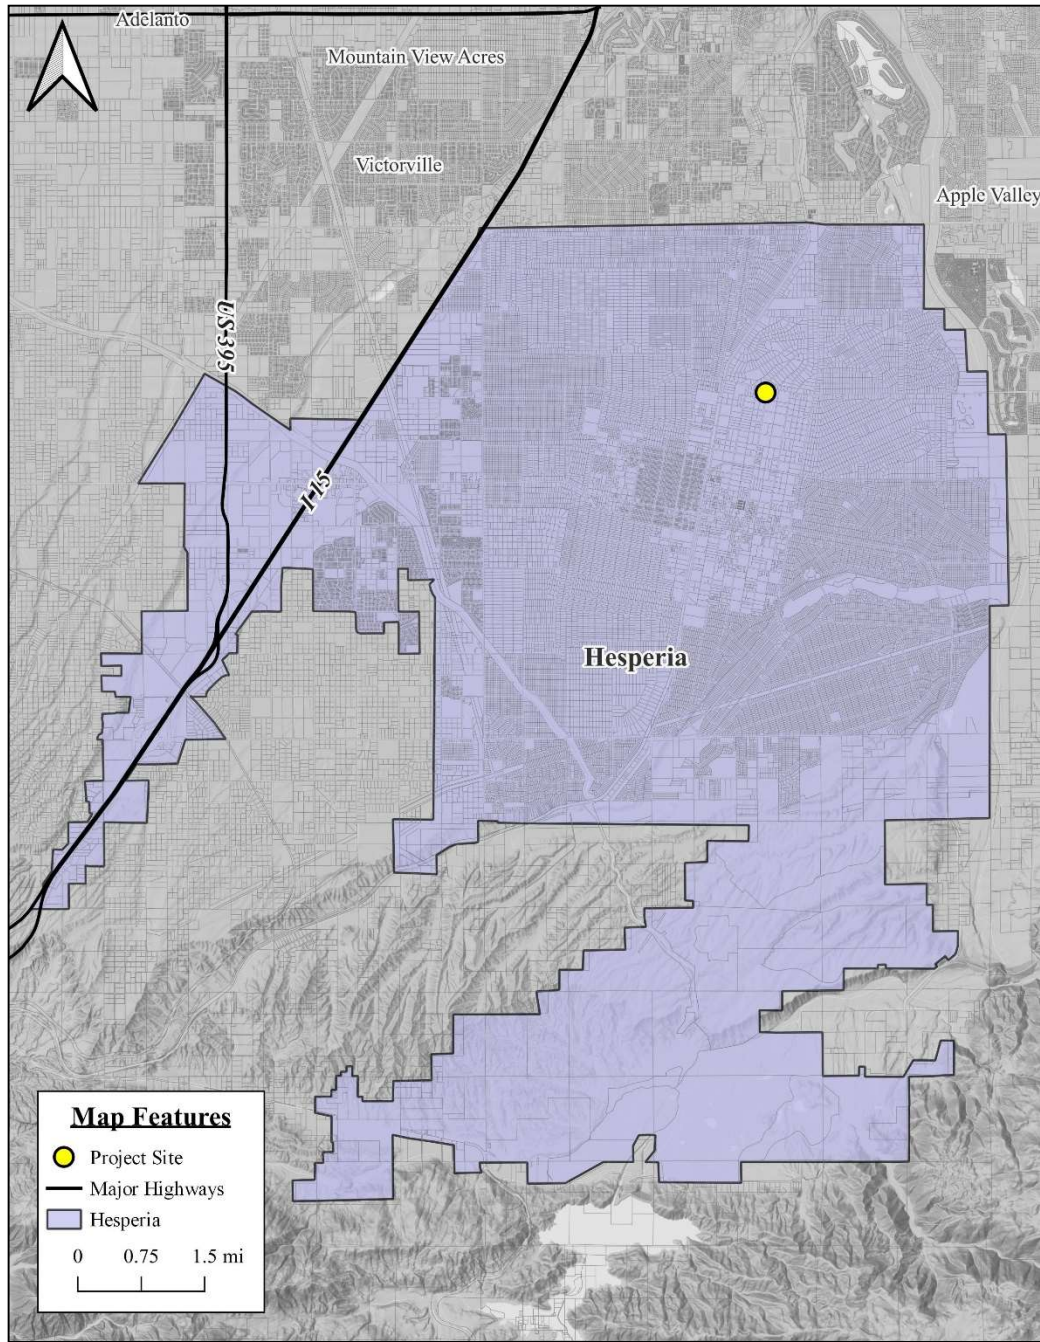 Adelanto
Mountain View Acres
Victorville
Apple Valley
US-395
I-15
Hesperia
Map Features
Project Site
Major Highways
Hesperia
0 0.75 1.5 mi